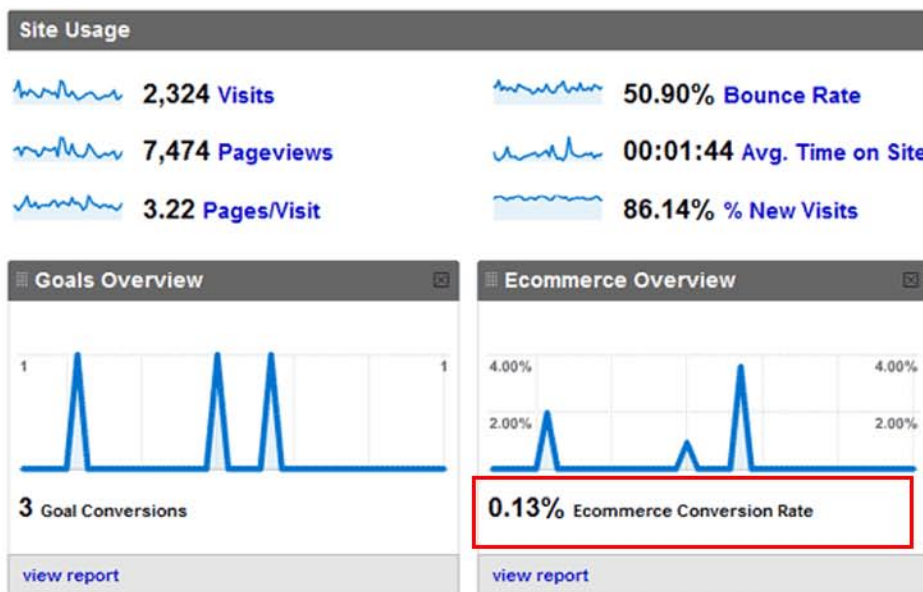 Site Usage
2,324 Visits
50.90% Bounce Rate
7,474 Pageviews
00:01:44 Avg. Time on Site
3.22 Pages/Visit
86.14% % New Visits
Goals Overview
Ecommerce Overview
1 1
4.00% 4.00%
2.00% 2.00%
3 Goal Conversions
0.13% Ecommerce Conversion Rate
view report
view report